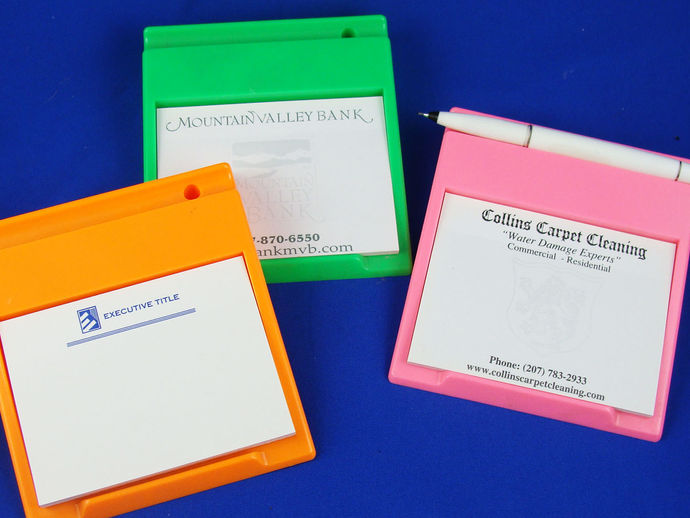 MOUNTAIN VALLEY BANK
MOUNTAIN
VALLEY
BANK
7-870-6550
ankmvb.com
EXECUTIVE TITLE
Collins Carpet Cleaning
"Water Damage Experts"
Commercial - Residential
Phone: (207) 783-2933
www.collinscarpetcleaning.com